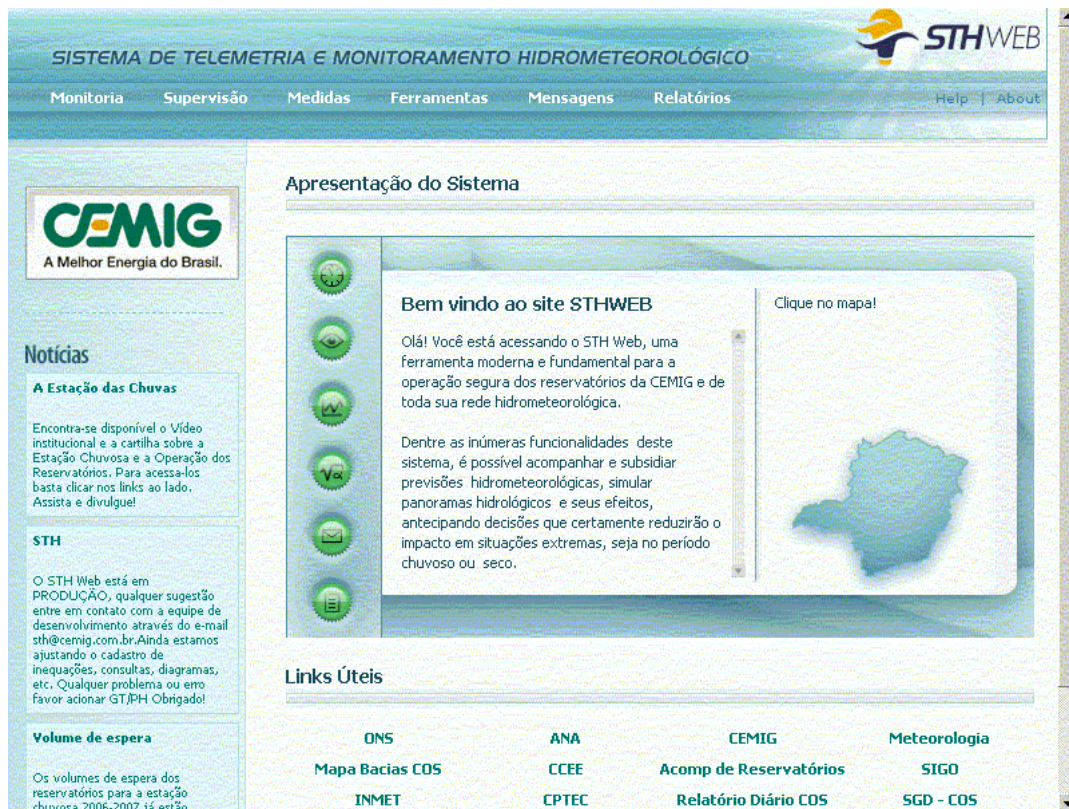 STHWEB
SISTEMA DE TELEMETRIA E MONITORAMENTO HIDROMETEOROLÓGICO
Monitoria Supervisão Medidas Ferramentas Mensagens Relatórios Help | About
CEMIG
A Melhor Energia do Brasil.
Notícias
A Estação das Chuvas
Encontra-se disponível o Vídeo
institucional e a cartilha sobre a
Estação Chuvosa e a Operação dos
Reservatórios. Para acessa-los
basta clicar nos links ao lado.
Assista e divulgue!
STH
O STH Web está em
PRODUÇÃO, qualquer sugestão
entre em contato com a equipe de
desenvolvimento através do e-mail
sth@cemig.com.br.Ainda estamos
ajustando o cadastro de
inequações, consultas, diagramas,
etc. Qualquer problema ou erro
favor acionar GT/PH Obrigado!
Volume de espera
Os volumes de espera dos
reservatórios para a estação
chuvosa 2006-2007 já estão
Apresentação do Sistema
Bem vindo ao site STHWEB
Olá! Você está acessando o STH Web, uma
ferramenta moderna e fundamental para a
operação segura dos reservatórios da CEMIG e de
toda sua rede hidrometeorológica.
Dentre as inúmeras funcionalidades deste
sistema, é possível acompanhar e subsidiar
previsões hidrometeorológicas, simular
panoramas hidrológicos e seus efeitos,
antecipando decisões que certamente reduzirão o
impacto em situações extremas, seja no período
chuvoso ou seco.
Clique no mapa!
Links Úteis
ONS ANA CEMIG Meteorologia
Mapa Bacias COS CCEE Acomp de Reservatórios SIGO
INMET CPTEC Relatório Diário COS SGD - COS